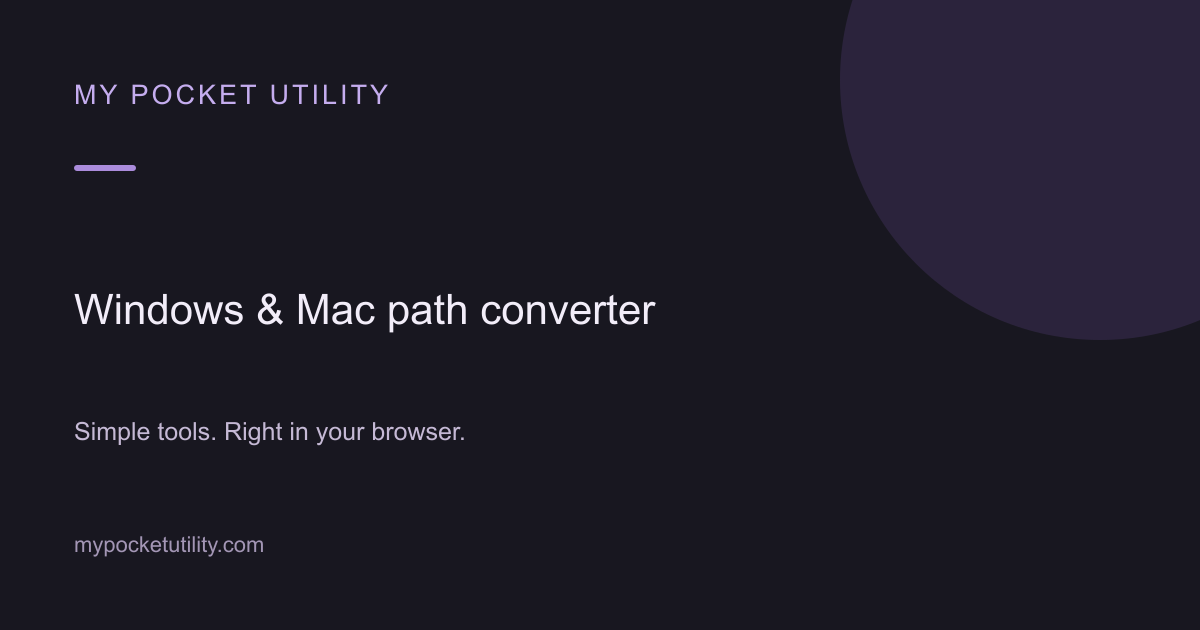 MY POCKET UTILITY
Windows & Mac path converter
Simple tools. Right in your browser.
mypocketutility.com